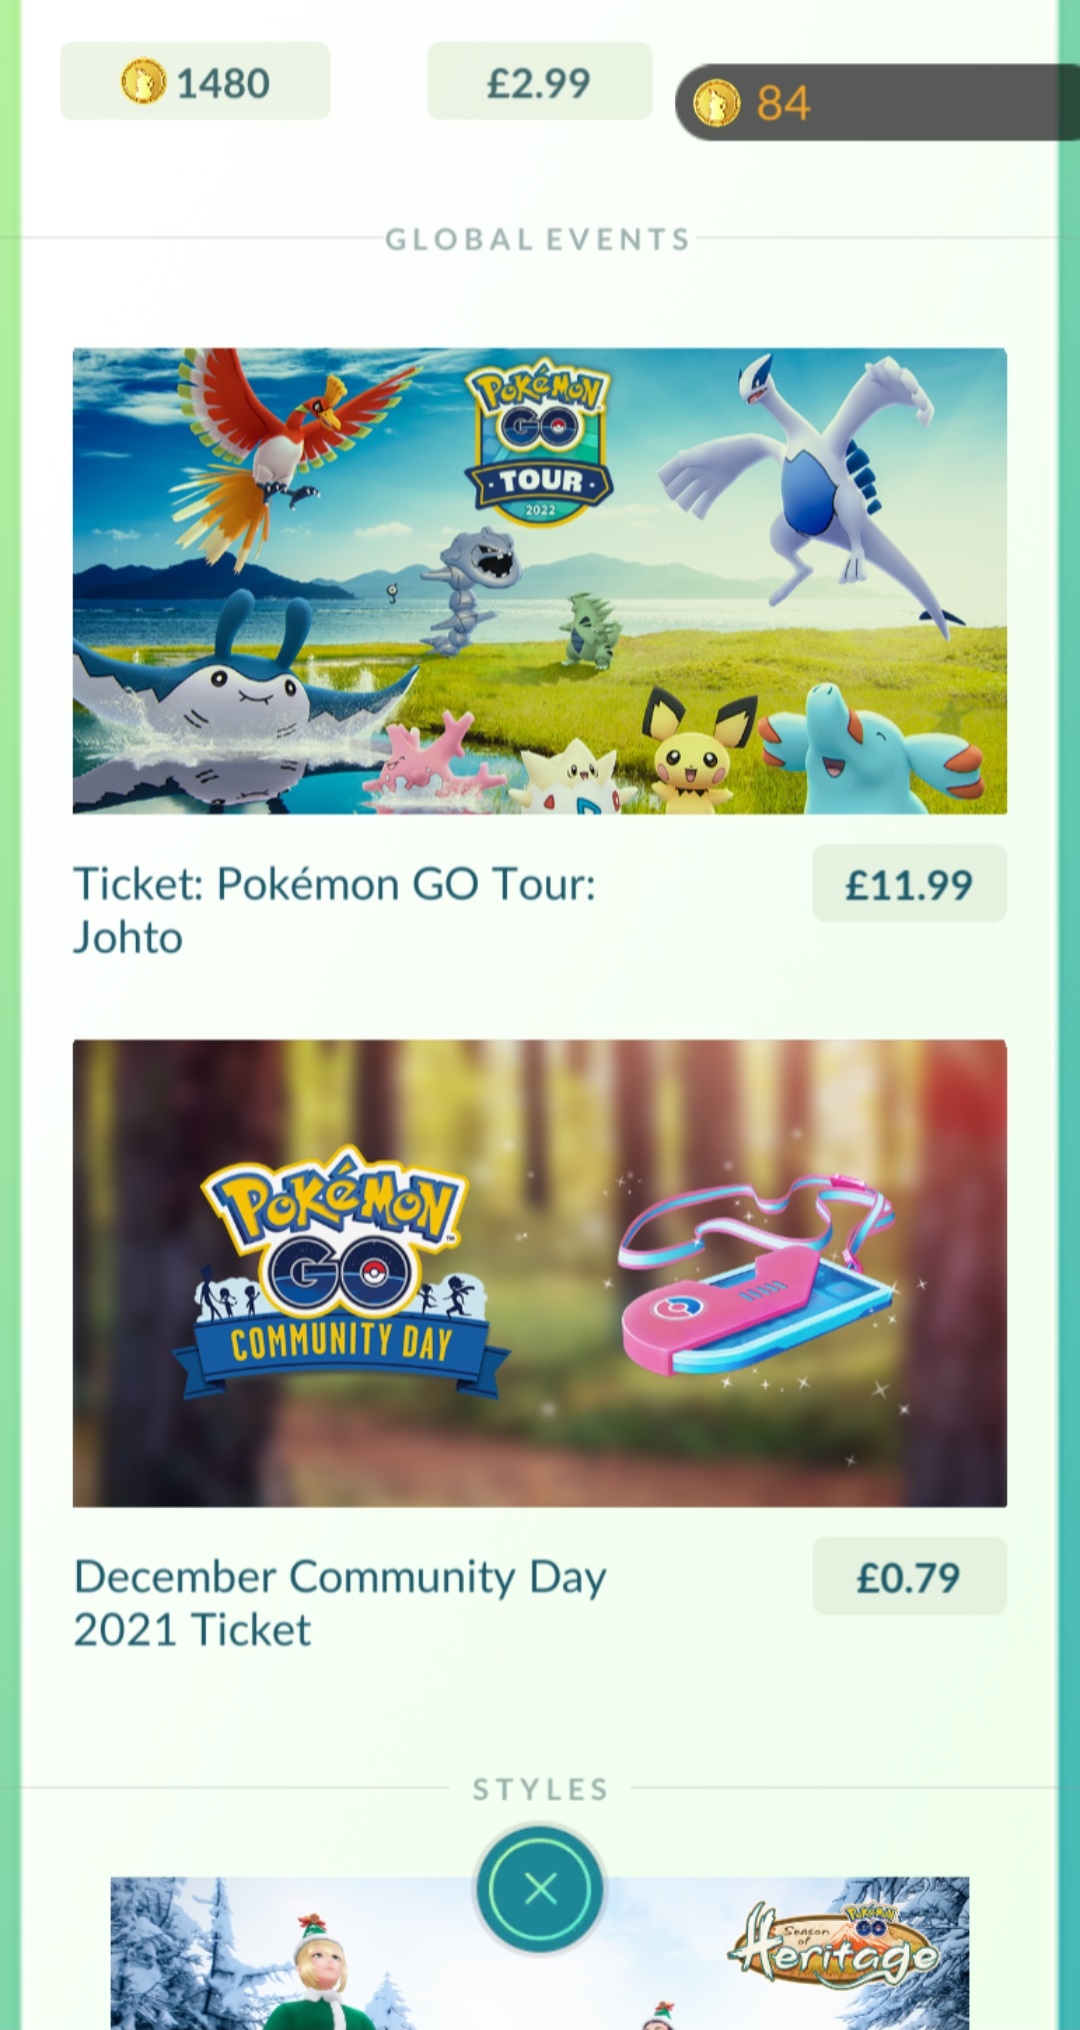 1480
£2.99
84
GLOBAL EVENTS
POKéMON
GO
TOUR
2022
Ticket: Pokémon GO Tour:
Johto
£11.99
POKéMON
GO
COMMUNITY DAY
December Community Day
2021 Ticket
£0.79
STYLES
POKéMON
GO
Season
of
Heritage